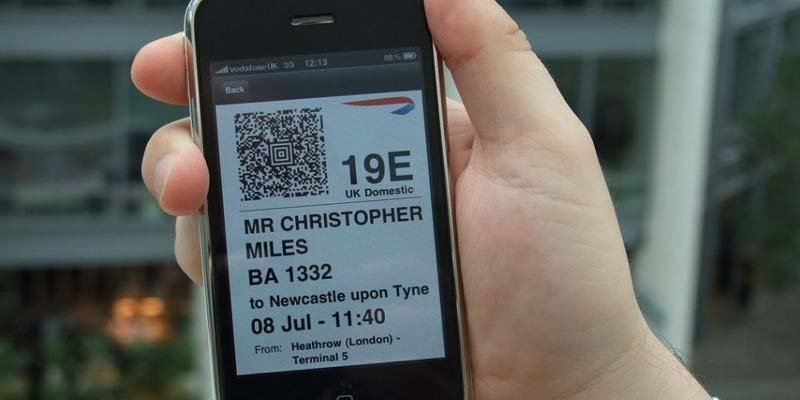 vodafone UK 3G 12:13 88%
Back
19E
UK Domestic
MR CHRISTOPHER
MILES
BA 1332
to Newcastle upon Tyne
08 Jul - 11:40
From: Heathrow (London) -
Terminal 5